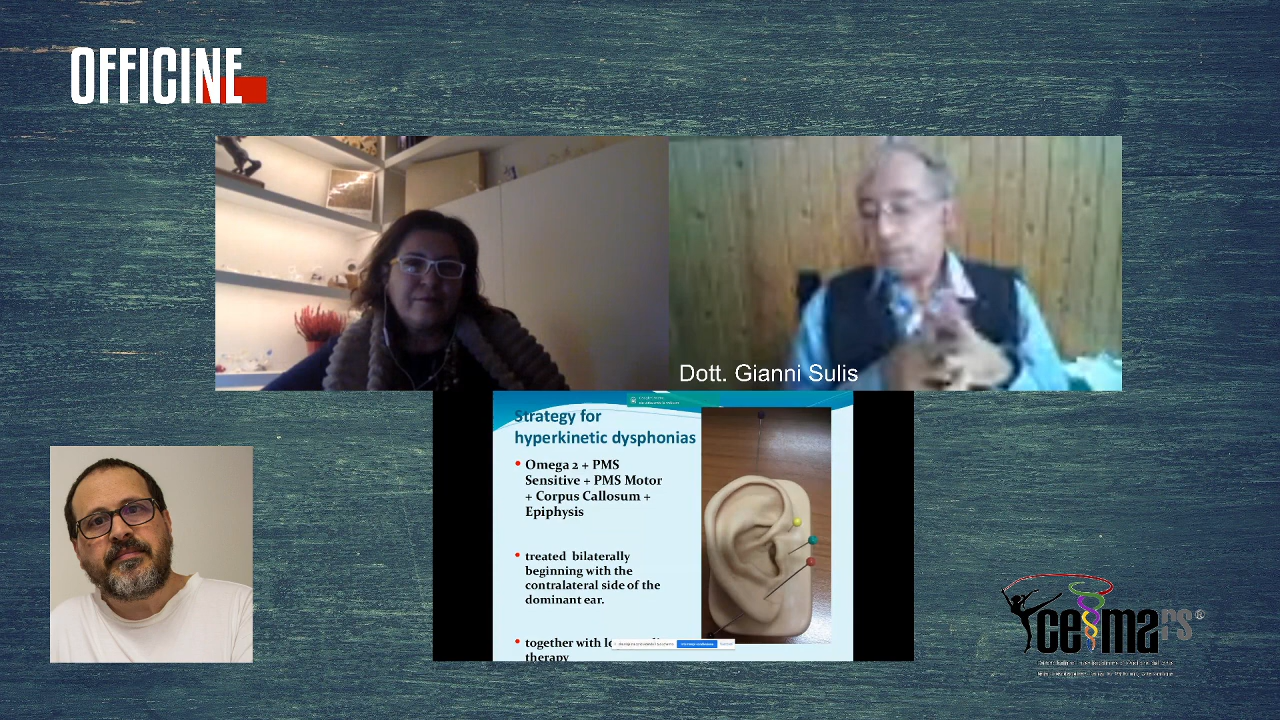 OFFICINE
Dott. Gianni Sulis
Strategy for
hyperkinetic dysphonias
• Omega 2 + PMS
Sensitive + PMS Motor
+ Corpus Callosum +
Epiphysis
• treated bilaterally
beginning with the
contralateral side of the
dominant ear.
• together with
therapy
ceimars®